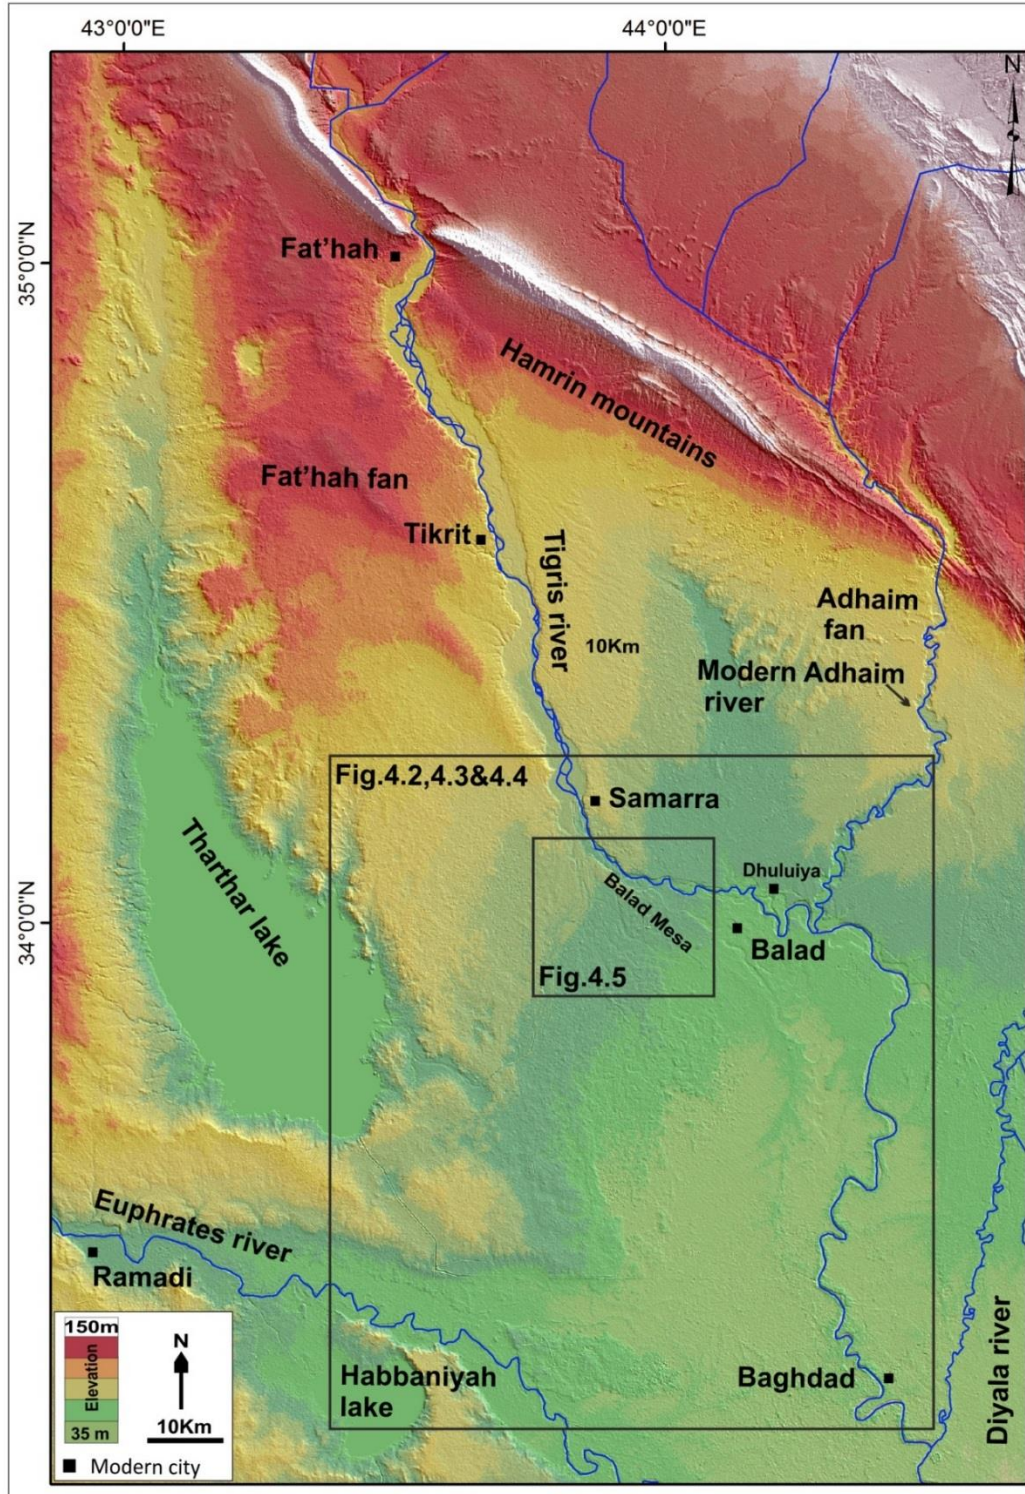 43°0'0"E
44°0'0"E
N
35°0'0"N
Fat'hah
Hamrin mountains
Fat'hah fan
Tikrit
Tigris river
10Km
Adhaim
fan
Modern Adhaim
river
Fig.4.2,4.3&4.4
Samarra
Tharthar lake
Dhuluiya
Balad Mesa
34°0'0"N
Balad
Fig.4.5
Euphrates river
Ramadi
Diyala river
150m
Elevation
35 m
N
10Km
Modern city
Habbaniyah
lake
Baghdad